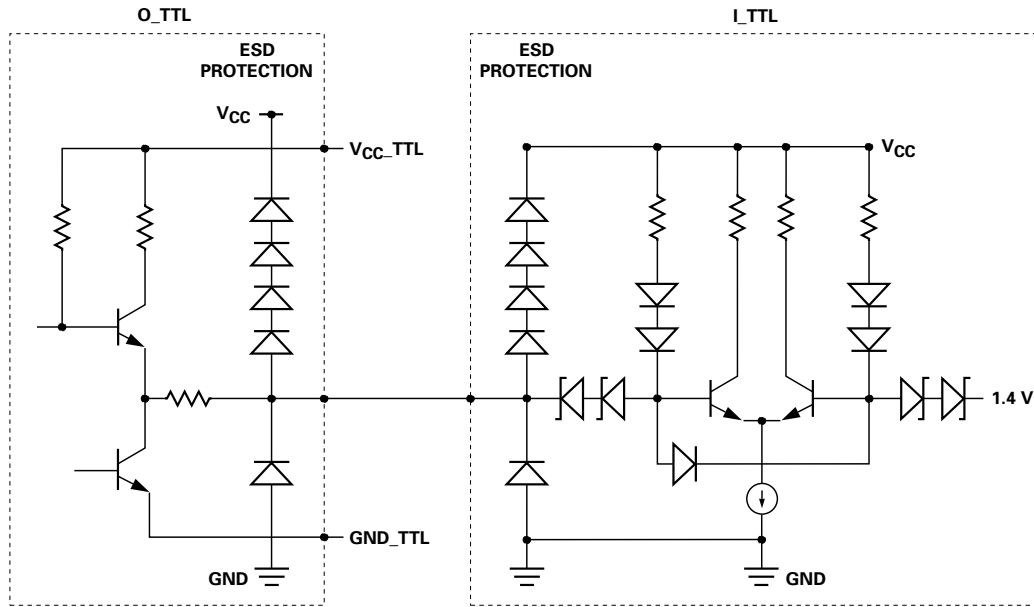 O_TTL
I_TTL
ESD
PROTECTION
VCC
VCC_TTL
GND_TTL
GND
ESD
PROTECTION
VCC
1.4 V
GND